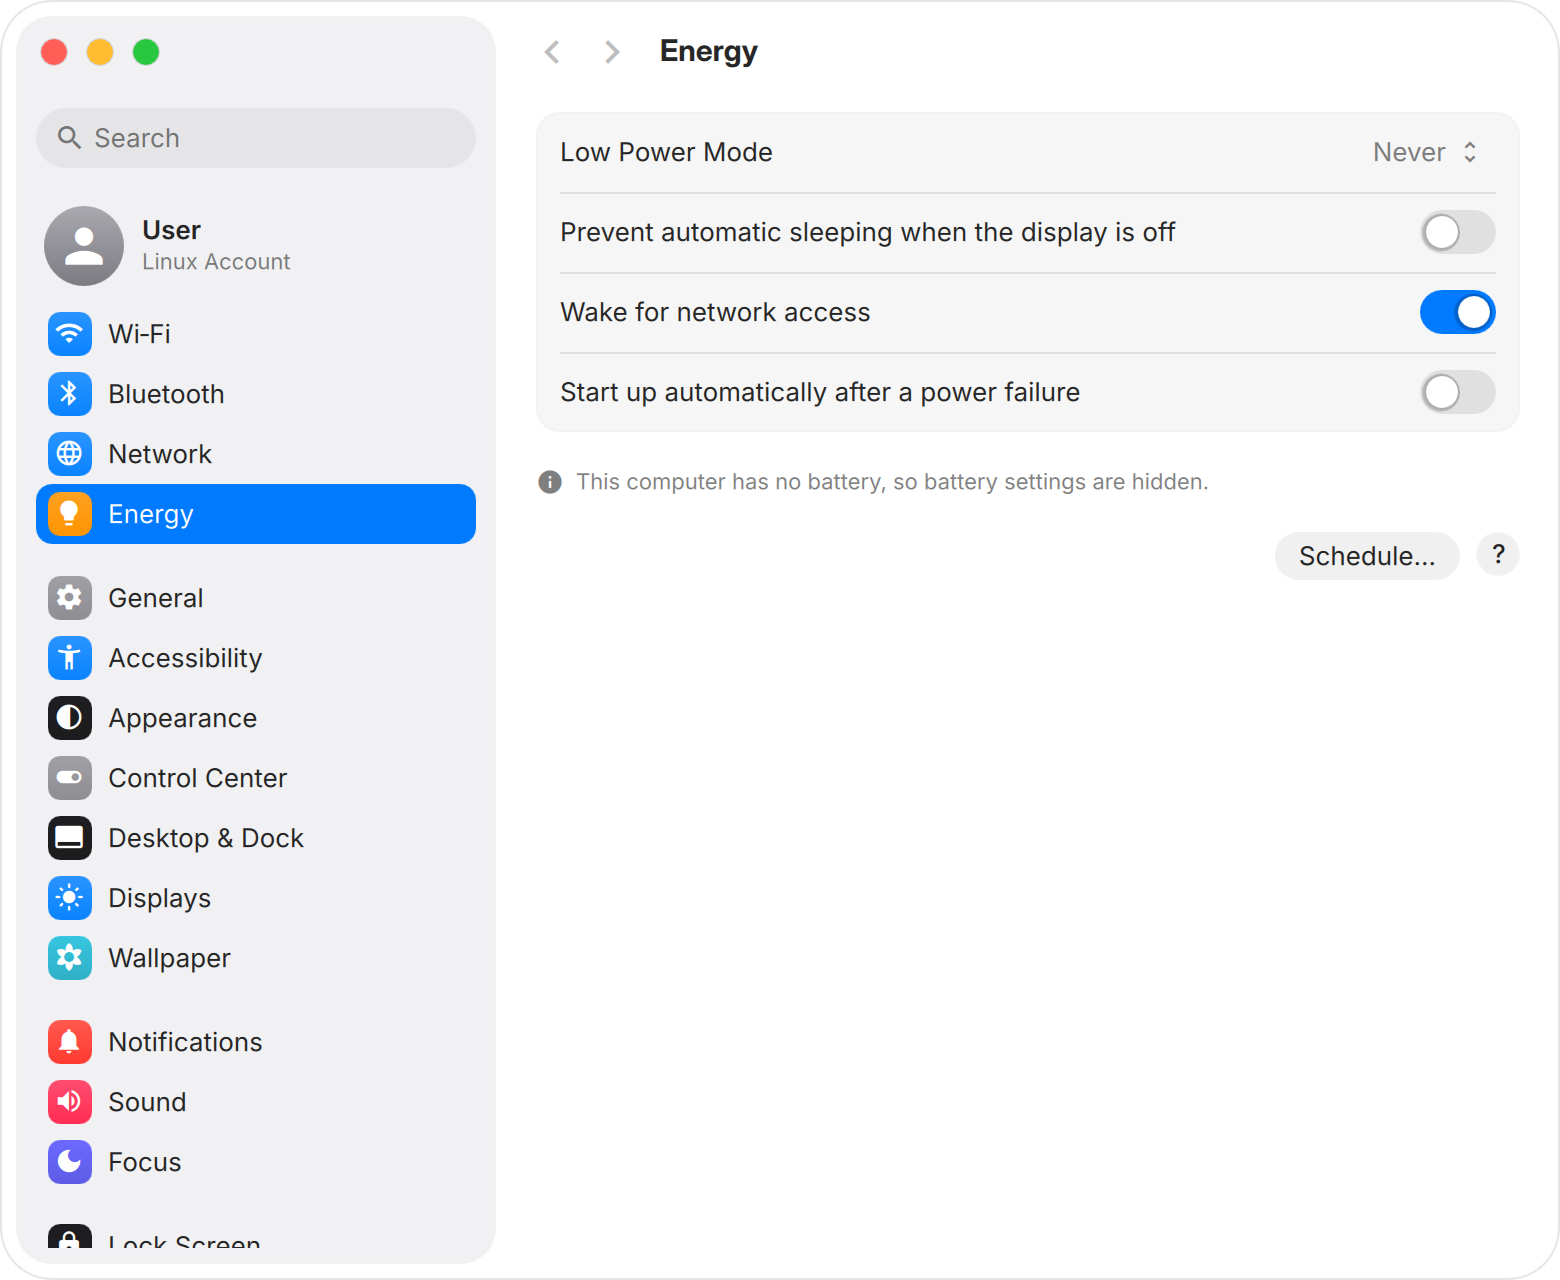 Search
User
Linux Account
Wi-Fi
Bluetooth
Network
Energy
General
Accessibility
Appearance
Control Center
Desktop & Dock
Displays
Wallpaper
Notifications
Sound
Focus
Lock Screen
Energy
Low Power Mode Never
Prevent automatic sleeping when the display is off
Wake for network access
Start up automatically after a power failure
This computer has no battery, so battery settings are hidden.
Schedule... ?